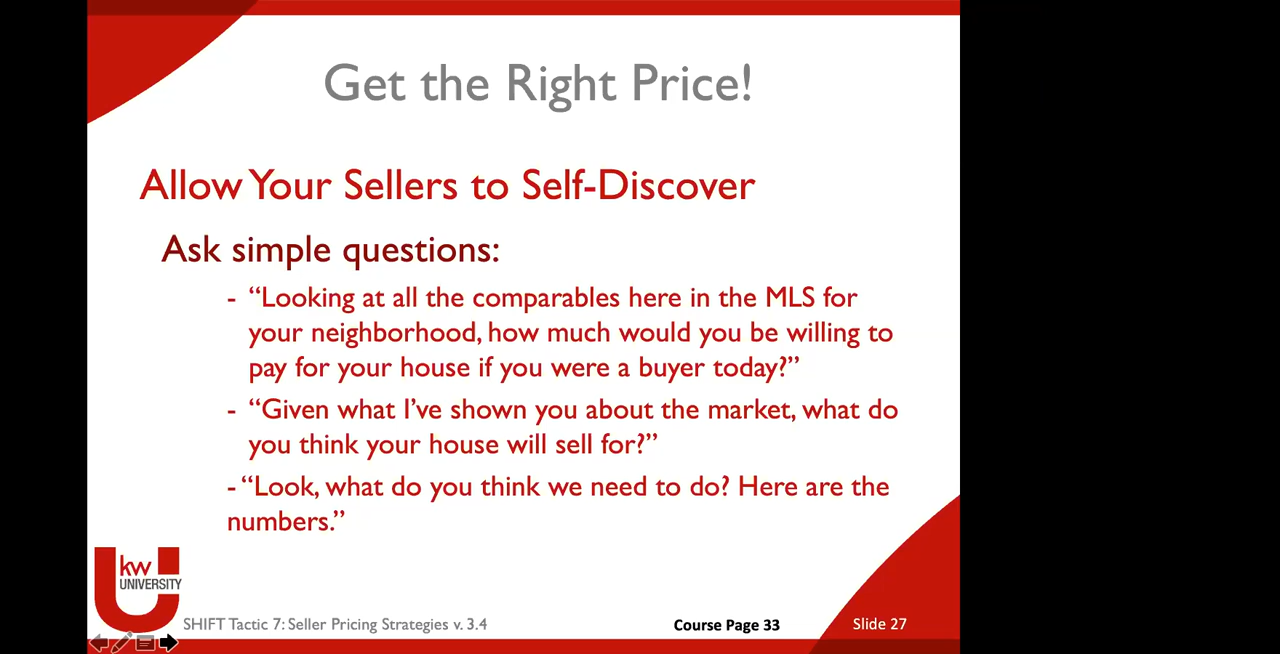 Get the Right Price!
Allow Your Sellers to Self-Discover
Ask simple questions:
- “Looking at all the comparables here in the MLS for
your neighborhood, how much would you be willing to
pay for your house if you were a buyer today?”
- “Given what I’ve shown you about the market, what do
you think your house will sell for?”
- “Look, what do you think we need to do? Here are the
numbers.”
kw
UNIVERSITY
SHIFT Tactic 7: Seller Pricing Strategies v. 3.4
Course Page 33
Slide 27